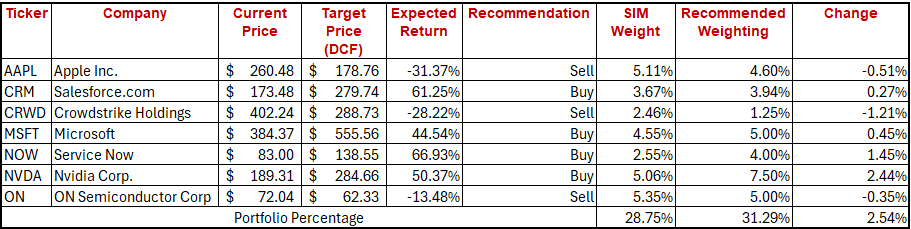 Ticker Company Current Price Target Price (DCF) Expected Return Recommendation SIM Weight Recommended Weighting Change
AAPL Apple Inc. $ 260.48 $ 178.76 -31.37% Sell 5.11% 4.60% -0.51%
CRM Salesforce.com $ 173.48 $ 279.74 61.25% Buy 3.67% 3.94% 0.27%
CRWD Crowdstrike Holdings $ 402.24 $ 288.73 -28.22% Sell 2.46% 1.25% -1.21%
MSFT Microsoft $ 384.37 $ 555.56 44.54% Buy 4.55% 5.00% 0.45%
NOW Service Now $ 83.00 $ 138.55 66.93% Buy 2.55% 4.00% 1.45%
NVDA Nvidia Corp. $ 189.31 $ 284.66 50.37% Buy 5.06% 7.50% 2.44%
ON ON Semiconductor Corp $ 72.04 $ 62.33 -13.48% Sell 5.35% 5.00% -0.35%
Portfolio Percentage 28.75% 31.29% 2.54%